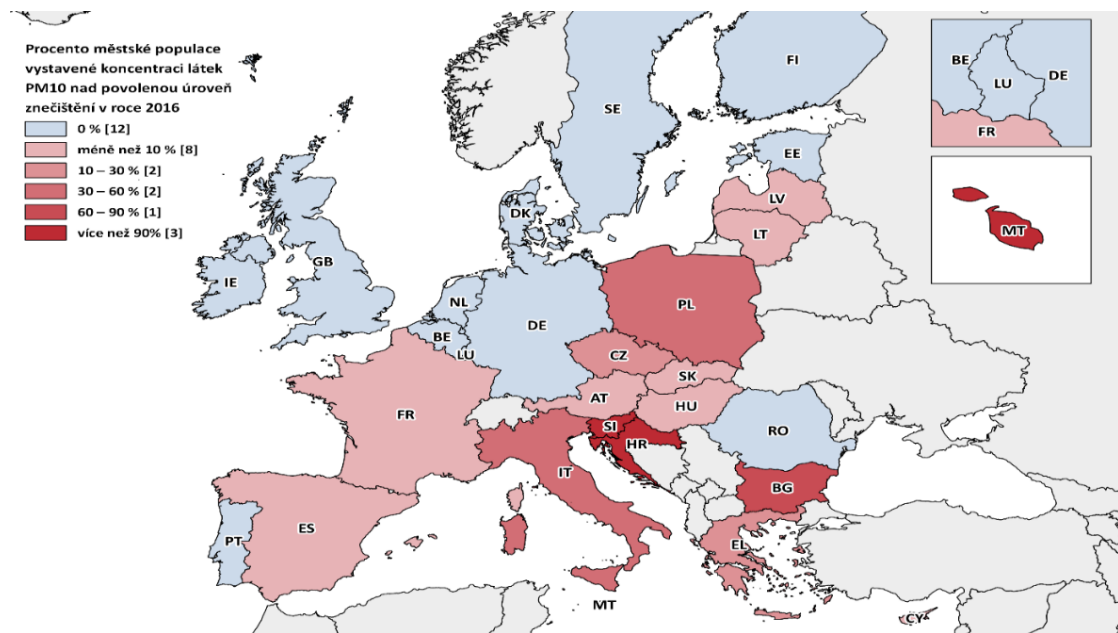 Procento městské populace
vystavené koncentraci látek
PM10 nad povolenou úroveň
znečištění v roce 2016
0 % [12]
méně než 10 % [8]
10 – 30 % [2]
30 – 60 % [2]
60 – 90 % [1]
více než 90% [3]
FI
SE
EE
LV
LT
DK
GB
IE
NL
BE
LU
DE
PL
CZ
SK
AT
HU
FR
SI
HR
RO
IT
BG
ES
PT
EL
MT
CY
BE
LU
DE
FR
MT